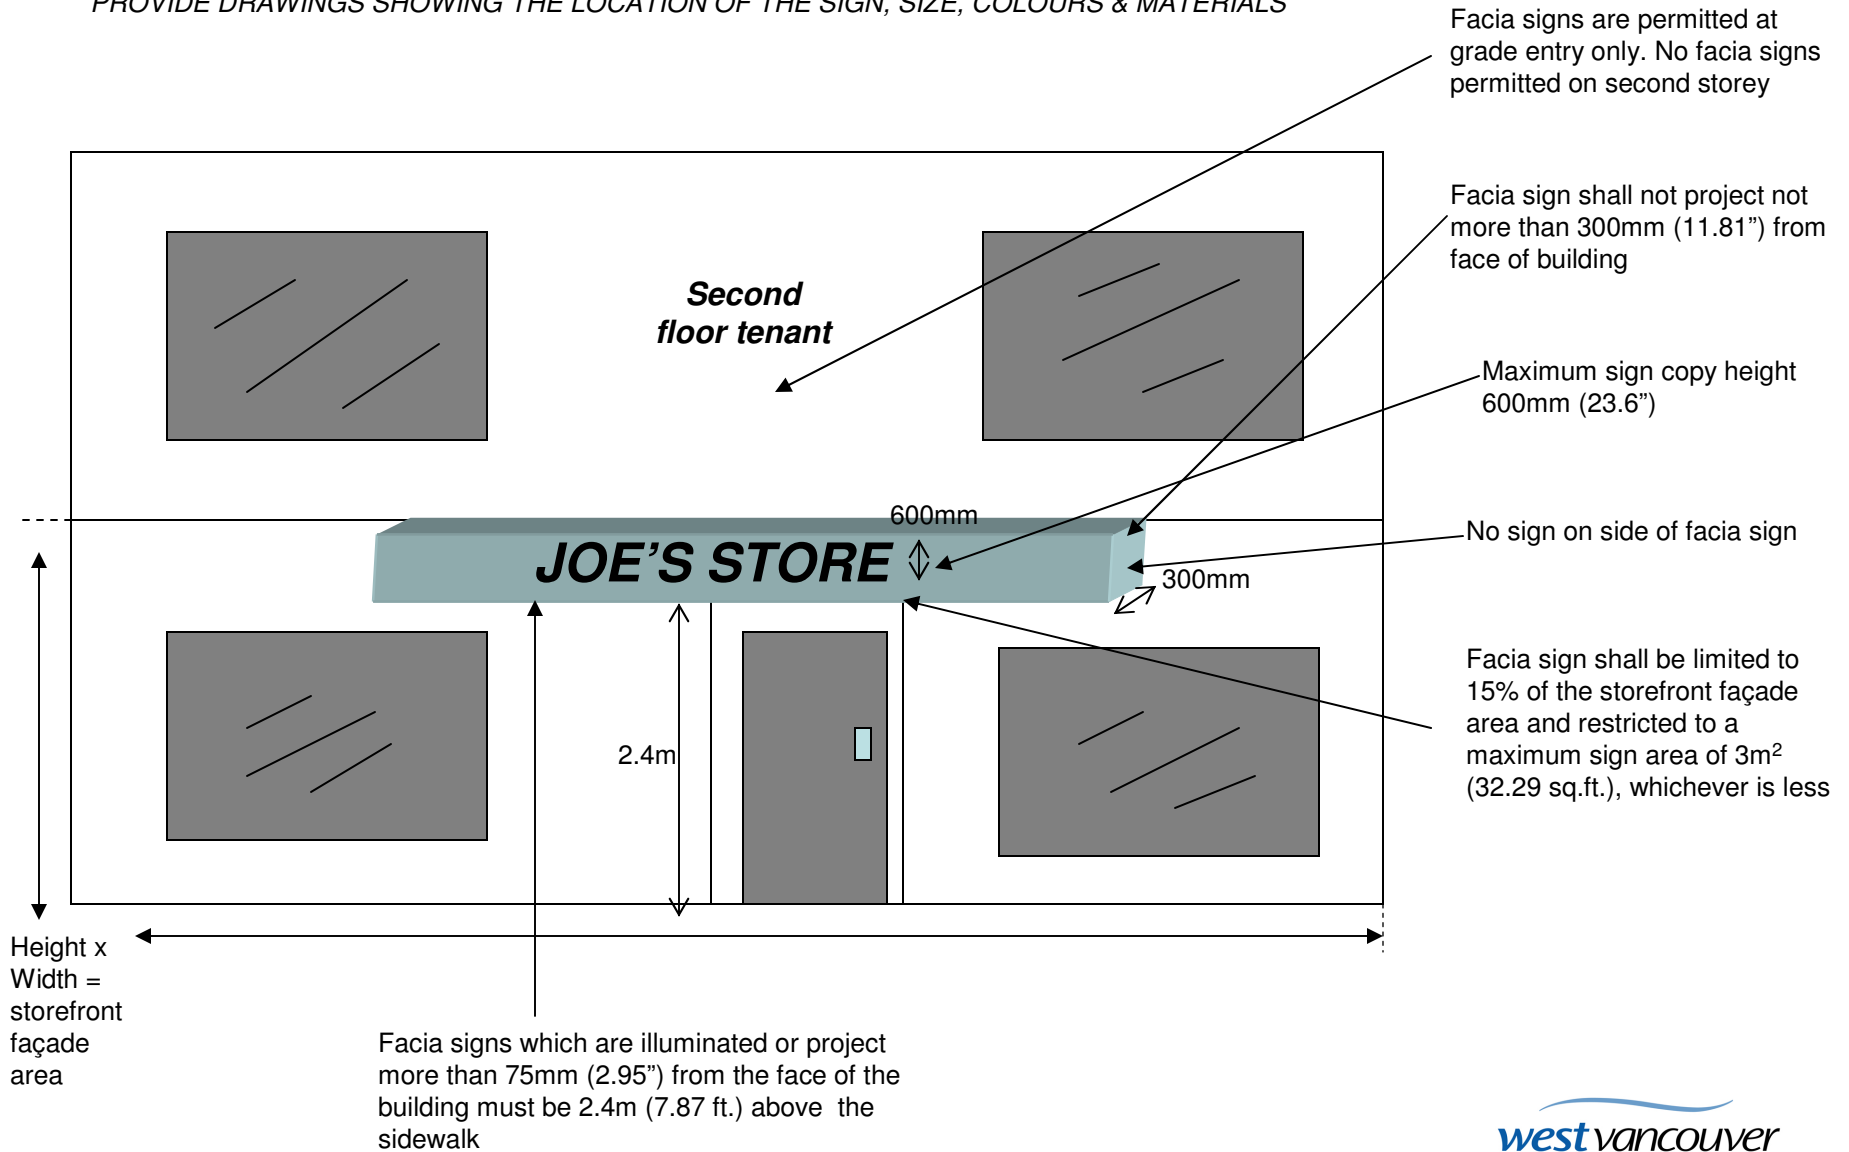 PROVIDE DRAWINGS SHOWING THE LOCATION OF THE SIGN, SIZE, COLOURS & MATERIALS
Facia signs are permitted at
grade entry only. No facia signs
permitted on second storey
Facia sign shall not project not
more than 300mm (11.81”) from
face of building
Second
floor tenant
Maximum sign copy height
600mm (23.6”)
600mm
No sign on side of facia sign
JOE’S STORE
300mm
Facia sign shall be limited to
15% of the storefront façade
area and restricted to a
maximum sign area of 3m²
(32.29 sq.ft.), whichever is less
2.4m
Height x
Width =
storefront
façade
area
Facia signs which are illuminated or project
more than 75mm (2.95”) from the face of the
building must be 2.4m (7.87 ft.) above  the
sidewalk
westvancouver